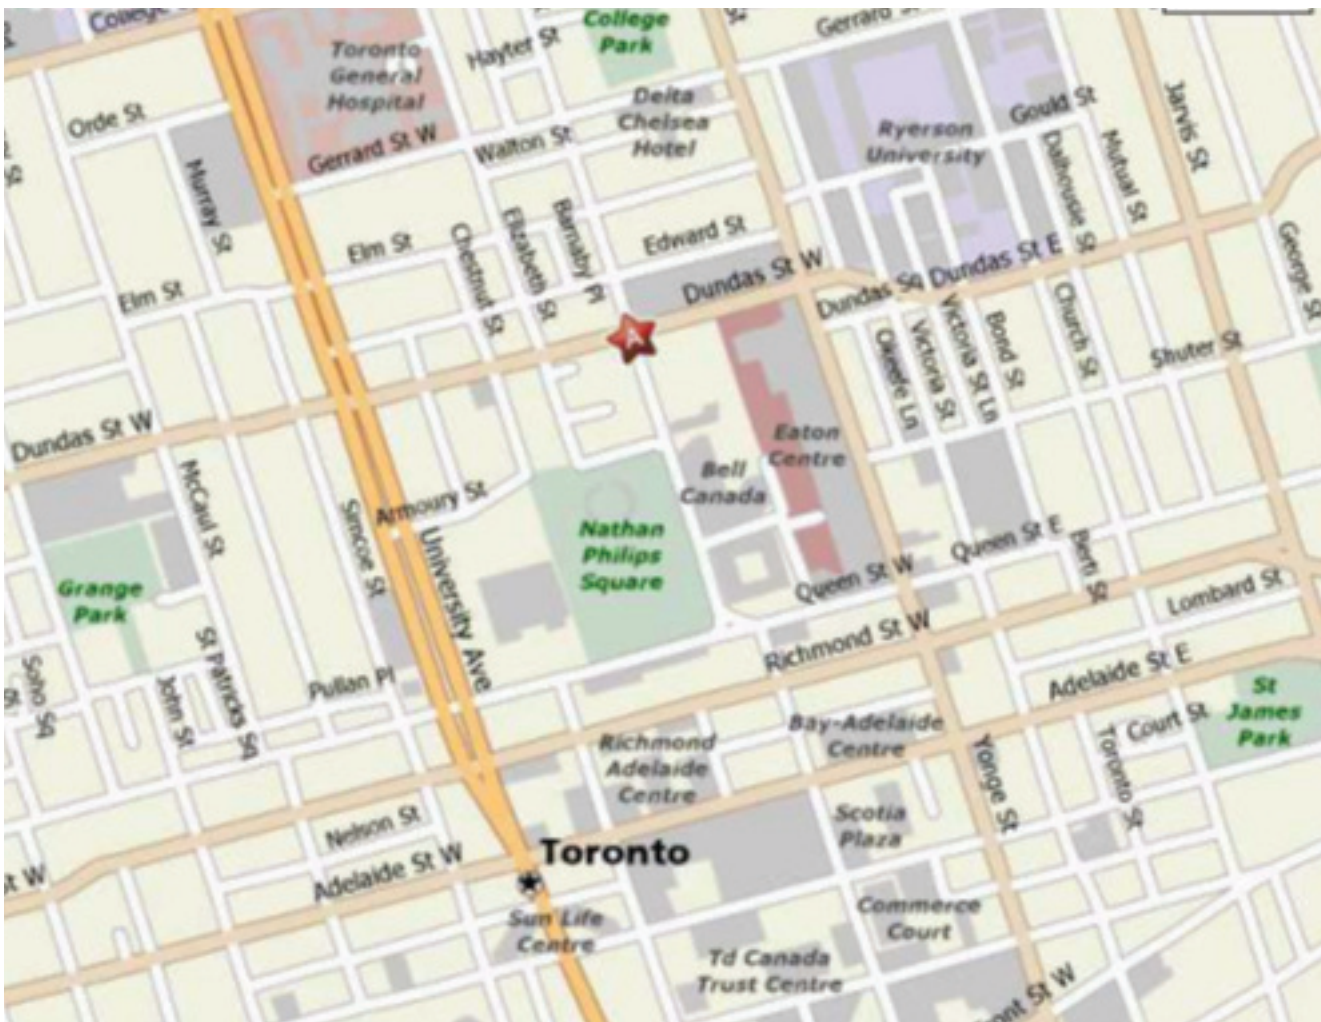 College
College
Park
Gerrard St
Hayter St
Toronto
General
Hospital
Orde St
Delta
Chelsea
Hotel
Gould St
Jarvis St
Ryerson
University
Gerrard St W
Walton St
Dalhousie St
Mutual St
Murray St
Elm St
Chestnut St
Elizabeth St
Barnaby Pl
Edward St
George St
Elm St
Dundas St W
Dundas Sq
Dundas St E
A
Okeefe Ln
Victoria St
Victoria St Ln
Bond St
Church St
Shuter St
Dundas St W
Eaton
Centre
Bell
Canada
McCaul St
Simcoe St
Armoury St
University Ave
Nathan
Philips
Square
Queen St E
Berti St
Queen St W
Grange
Park
Lombard St
Richmond St W
St Patricks Sq
Soho Sq
John St
Pullan Pl
Adelaide St E
St
James
Park
Bay-Adelaide
Centre
Court St
Richmond
Adelaide
Centre
Yonge St
Toronto St
Scotia
Plaza
Nelson St
Toronto
Adelaide St W
St W
Sun Life
Centre
Commerce
Court
Td Canada
Trust Centre
ont St W